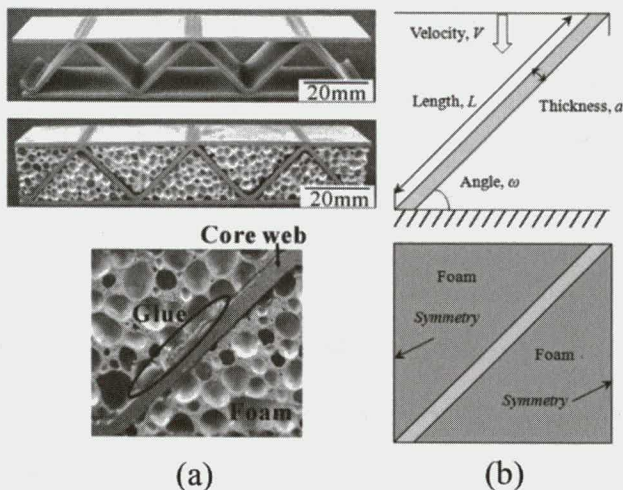 20mm
20mm
Core web
Glue
Foam
(a)
Velocity, V
Length, L
Thickness, a
Angle, ω
Foam
Symmetry
Foam
Symmetry
(b)